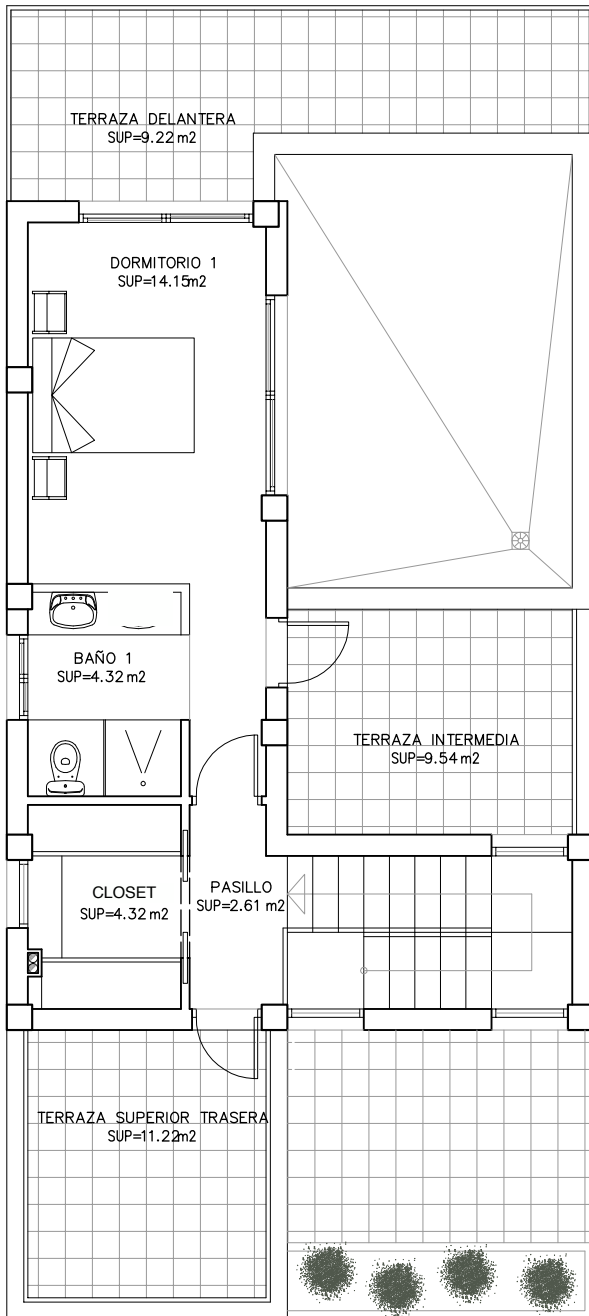 TERRAZA DELANTERA
SUP=9.22 m2
DORMITORIO 1
SUP=14.15m2
BAÑO 1
SUP=4.32 m2
TERRAZA INTERMEDIA
SUP=9.54 m2
CLOSET
SUP=4.32 m2
PASILLO
SUP=2.61 m2
TERRAZA SUPERIOR TRASERA
SUP=11.22m2